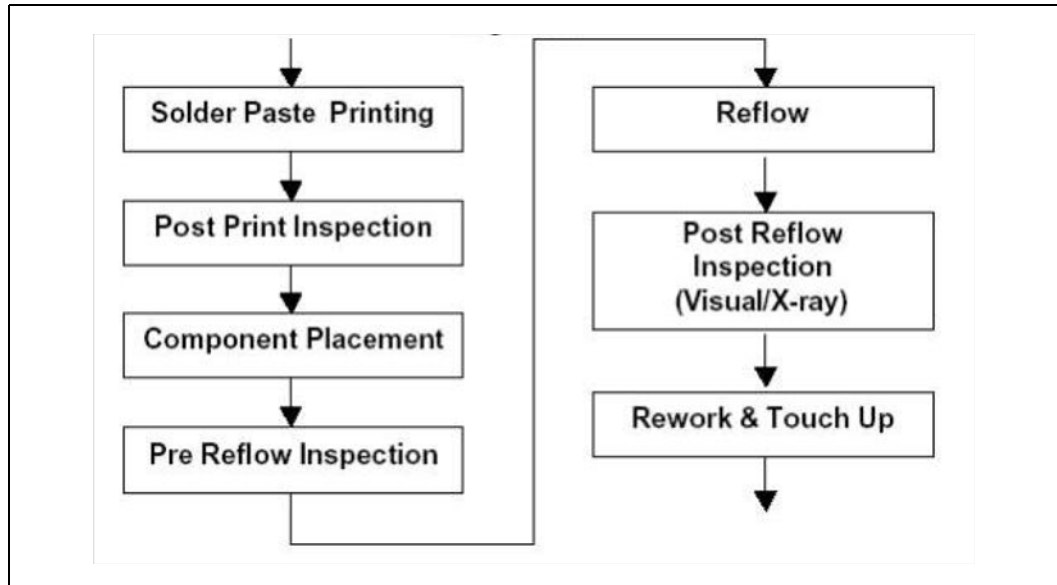 Solder Paste Printing
Post Print Inspection
Component Placement
Pre Reflow Inspection
Reflow
Post Reflow
Inspection
(Visual/X-ray)
Rework & Touch Up